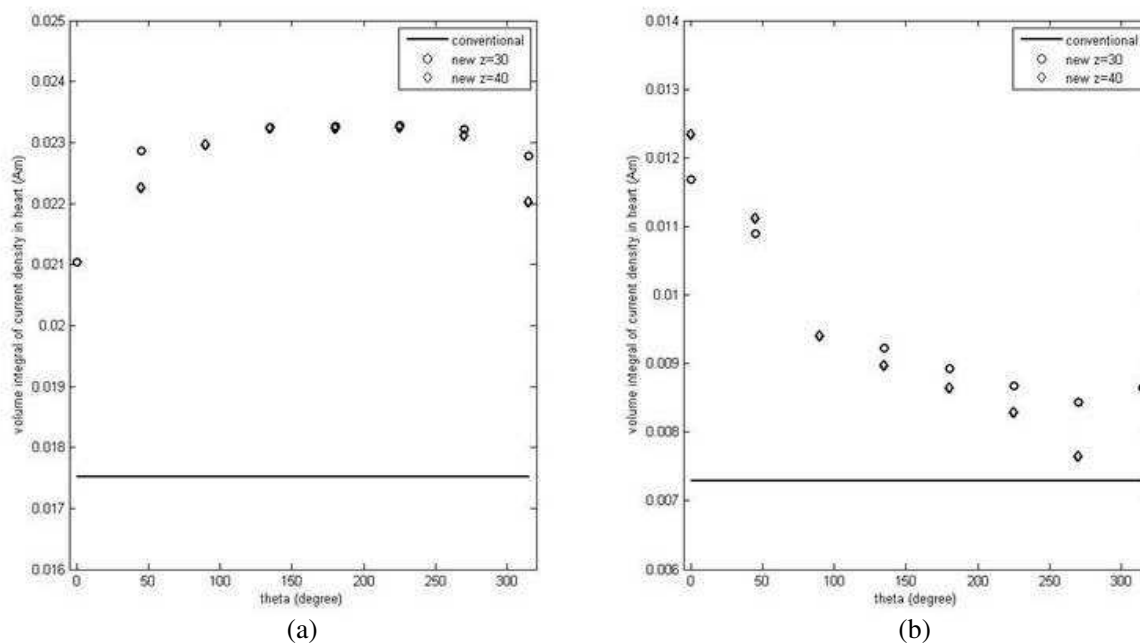 0.025
0.024
0.023
0.022
0.021
0.02
0.019
0.018
0.017
0.016
volume integral of current density in heart (Am)
conventional
new z=30
new z=40
0 50 100 150 200 250 300
theta (degree)
(a)
0.014
0.013
0.012
0.011
0.01
0.009
0.008
0.007
0.006
volume integral of current density in heart (Am)
conventional
new z=30
new z=40
0 50 100 150 200 250 300
theta (degree)
(b)